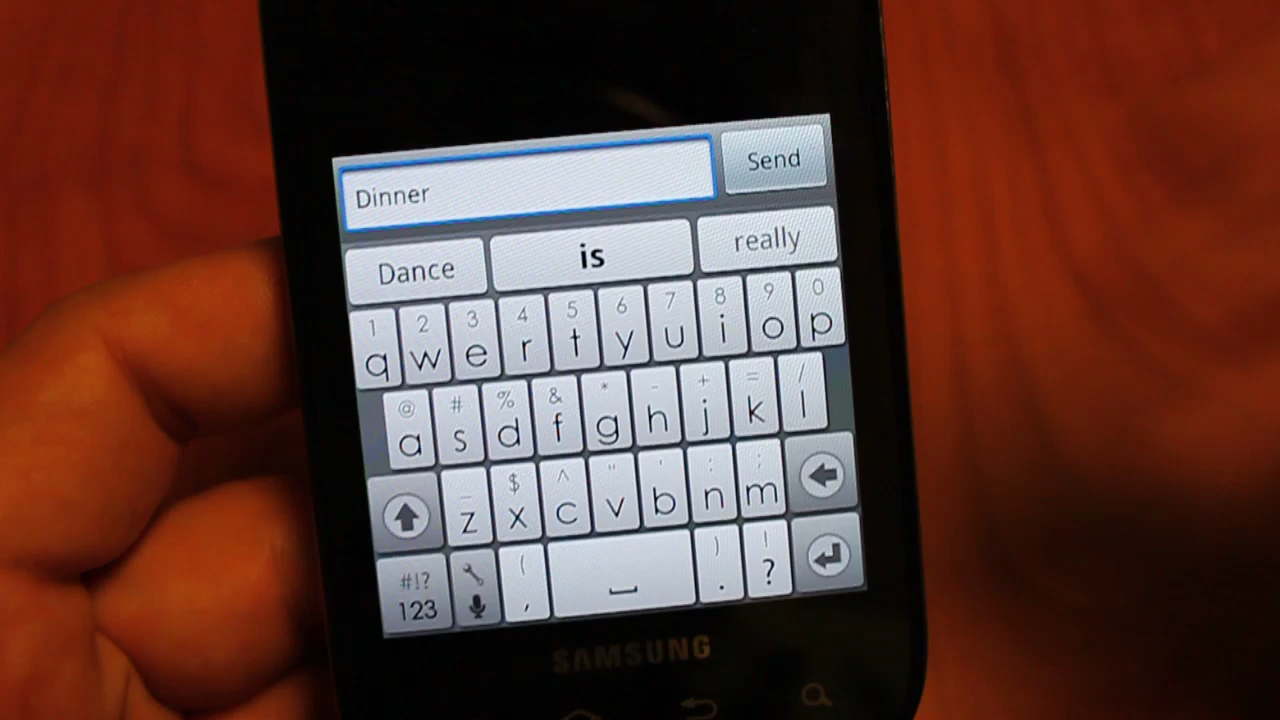 Dinner
Send
Dance is really
1 2 3 4 5 6 7 8 9 0
q w e r t y u i o p
@ # % & * - + = /
a s d f g h j k l
_ $ ^ " ' : ;
z x c v b n m
#!? ( ) !
123 , . ?
SAMSUNG